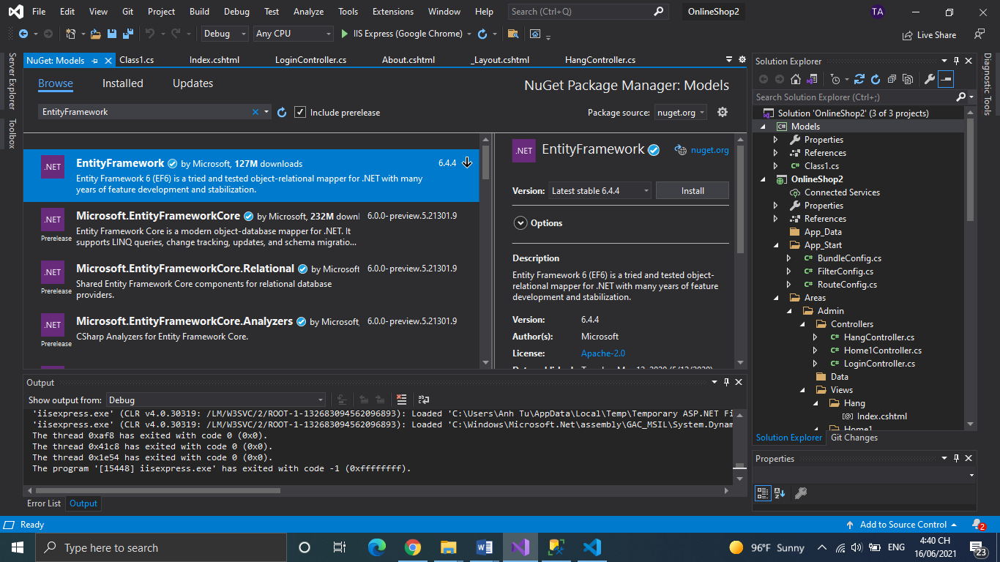 File Edit View Git Project Build Debug Test Analyze Tools Extensions Window Help Search (Ctrl+Q) OnlineShop2 TA
Debug Any CPU IIS Express (Google Chrome) Live Share
Server Explorer
Toolbox
NuGet: Models Class1.cs Index.cshtml LoginController.cs About.cshtml _Layout.cshtml HangController.cs
Browse Installed Updates
NuGet Package Manager: Models
EntityFramework Include prerelease
Package source: nuget.org
.NET EntityFramework by Microsoft, 127M downloads 6.4.4
Entity Framework 6 (EF6) is a tried and tested object-relational mapper for .NET with many
years of feature development and stabilization.
.NET Microsoft.EntityFrameworkCore by Microsoft, 232M downl 6.0.0-preview.5.21301.9
Prerelease
Entity Framework Core is a modern object-database mapper for .NET. It
supports LINQ queries, change tracking, updates, and schema migratio...
.NET Microsoft.EntityFrameworkCore.Relational by Microsoft 6.0.0-preview.5.21301.9
Prerelease
Shared Entity Framework Core components for relational database
providers.
.NET Microsoft.EntityFrameworkCore.Analyzers by Microsoft, 6.0.0-preview.5.21301.9
Prerelease
CSharp Analyzers for Entity Framework Core.
.NET EntityFramework nuget.org
Version: Latest stable 6.4.4 Install
Options
Description
Entity Framework 6 (EF6) is a tried and tested object-
relational mapper for .NET with many years of feature
development and stabilization.
Version: 6.4.4
Author(s): Microsoft
License: Apache-2.0
Output
Show output from: Debug
'iisexpress.exe' (CLR v4.0.30319: /LM/W3SVC/2/ROOT-1-132683094562096893): Loaded 'C:\Users\Anh Tu\AppData\Local\Temp\Temporary ASP.NET Fi
'iisexpress.exe' (CLR v4.0.30319: /LM/W3SVC/2/ROOT-1-132683094562096893): Loaded 'C:\Windows\Microsoft.Net\assembly\GAC_MSIL\System.Dynam
The thread 0xaf8 has exited with code 0 (0x0).
The thread 0x41c8 has exited with code 0 (0x0).
The thread 0x1e54 has exited with code 0 (0x0).
The program '[15448] iisexpress.exe' has exited with code -1 (0xffffffff).
Error List Output
Solution Explorer
Search Solution Explorer (Ctrl+;)
Solution 'OnlineShop2' (3 of 3 projects)
Models
Properties
References
Class1.cs
OnlineShop2
Connected Services
Properties
References
App_Data
App_Start
BundleConfig.cs
FilterConfig.cs
RouteConfig.cs
Areas
Admin
Controllers
HangController.cs
Home1Controller.cs
LoginController.cs
Data
Views
Hang
Index.cshtml
Home1
Solution Explorer Git Changes
Properties
Diagnostic Tools
Ready Add to Source Control 2
Type here to search 96°F Sunny ENG 4:40 CH
16/06/2021 23